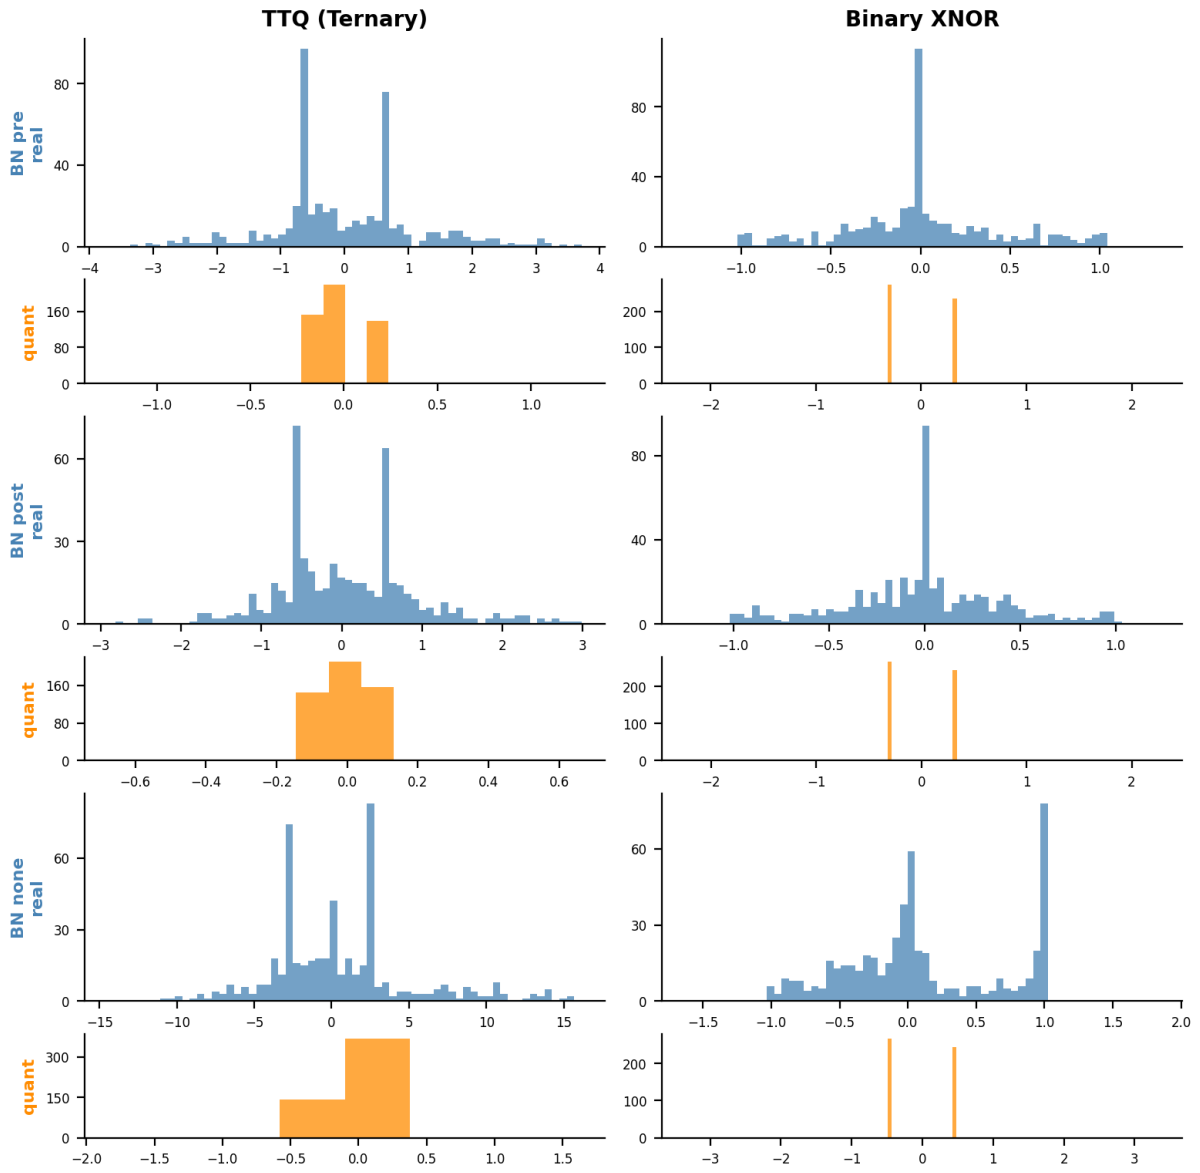 TTQ (Ternary)
Binary XNOR
BN pre
real
80
40
0
−4 −3 −2 −1 0 1 2 3 4
80
40
0
−1.0 −0.5 0.0 0.5 1.0
quant
160
80
0
−1.0 −0.5 0.0 0.5 1.0
200
100
0
−2 −1 0 1 2
BN post
real
60
30
0
−3 −2 −1 0 1 2 3
80
40
0
−1.0 −0.5 0.0 0.5 1.0
quant
160
80
0
−0.6 −0.4 −0.2 0.0 0.2 0.4 0.6
200
100
0
−2 −1 0 1 2
BN none
real
60
30
0
−15 −10 −5 0 5 10 15
60
30
0
−1.5 −1.0 −0.5 0.0 0.5 1.0 1.5 2.0
quant
300
150
0
−2.0 −1.5 −1.0 −0.5 0.0 0.5 1.0 1.5
200
100
0
−3 −2 −1 0 1 2 3